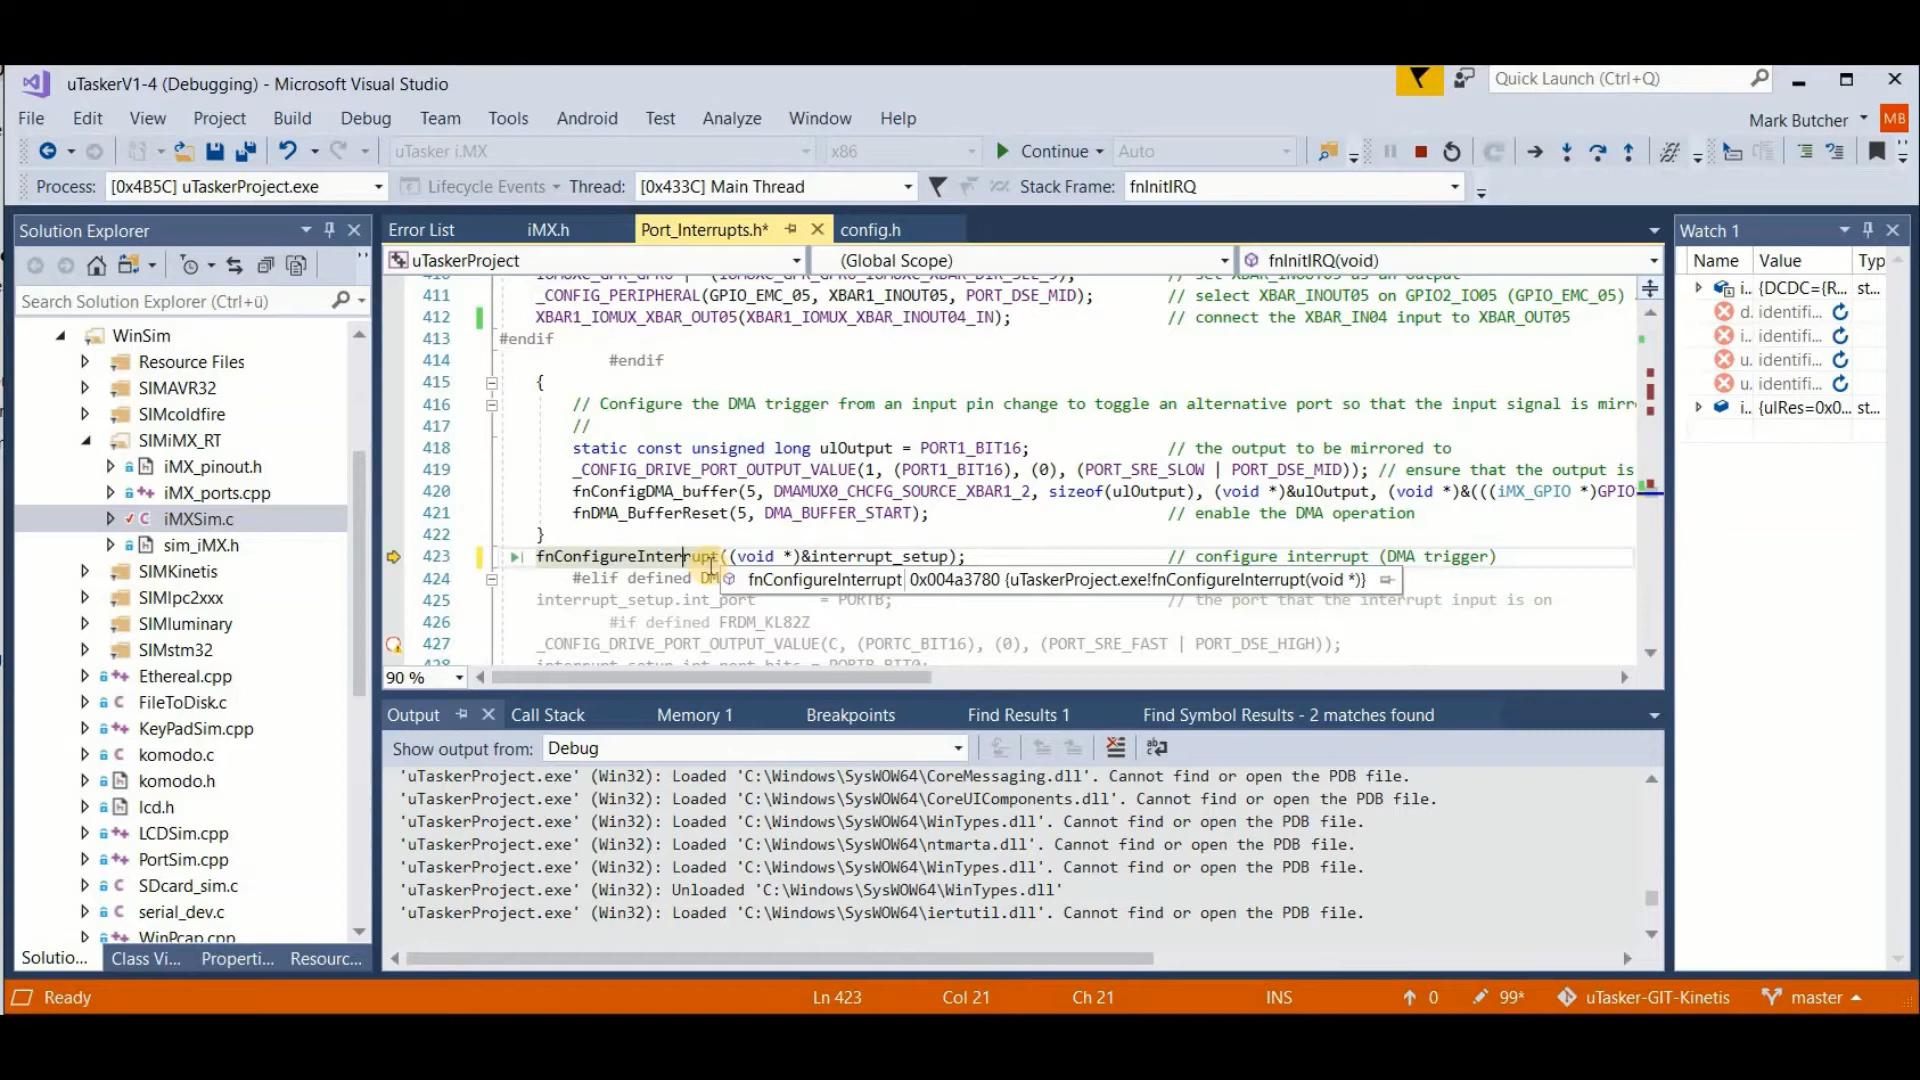 uTaskerV1-4 (Debugging) - Microsoft Visual Studio
Quick Launch (Ctrl+Q)
File Edit View Project Build Debug Team Tools Android Test Analyze Window Help
Mark Butcher MB
uTasker i.MX x86 Continue Auto
Process: [0x4B5C] uTaskerProject.exe Lifecycle Events Thread: [0x433C] Main Thread Stack Frame: fnInitIRQ
Solution Explorer
Search Solution Explorer (Ctrl+ü)
WinSim
Resource Files
SIMAVR32
SIMcoldfire
SIMiMX_RT
iMX_pinout.h
iMX_ports.cpp
iMXSim.c
sim_iMX.h
SIMKinetis
SIMlpc2xxx
SIMluminary
SIMstm32
Ethereal.cpp
FileToDisk.c
KeyPadSim.cpp
komodo.c
komodo.h
lcd.h
LCDSim.cpp
PortSim.cpp
SDcard_sim.c
serial_dev.c
WinPcap.cpp
Solutio... Class Vi... Properti... Resourc...
Error List iMX.h Port_Interrupts.h* config.h
uTaskerProject (Global Scope) fnInitIRQ(void)
411 _CONFIG_PERIPHERAL(GPIO_EMC_05, XBAR1_INOUT05, PORT_DSE_MID); // select XBAR_INOUT05 on GPIO2_IO05 (GPIO_EMC_05)
412 XBAR1_IOMUX_XBAR_OUT05(XBAR1_IOMUX_XBAR_INOUT04_IN); // connect the XBAR_IN04 input to XBAR_OUT05
413 #endif
414 #endif
415 {
416 // Configure the DMA trigger from an input pin change to toggle an alternative port so that the input signal is mirr
417 //
418 static const unsigned long ulOutput = PORT1_BIT16; // the output to be mirrored to
419 _CONFIG_DRIVE_PORT_OUTPUT_VALUE(1, (PORT1_BIT16), (0), (PORT_SRE_SLOW | PORT_DSE_MID)); // ensure that the output is
420 fnConfigDMA_buffer(5, DMAMUX0_CHCFG_SOURCE_XBAR1_2, sizeof(ulOutput), (void *)&ulOutput, (void *)&(((iMX_GPIO *)GPIO
421 fnDMA_BufferReset(5, DMA_BUFFER_START); // enable the DMA operation
422 }
423 fnConfigureInterrupt((void *)&interrupt_setup); // configure interrupt (DMA trigger)
424 #elif defined
fnConfigureInterrupt 0x004a3780 {uTaskerProject.exe!fnConfigureInterrupt(void *)}
425 interrupt_setup.int_port = PORTB; // the port that the interrupt input is on
426 #if defined FRDM_KL82Z
427 _CONFIG_DRIVE_PORT_OUTPUT_VALUE(C, (PORTC_BIT16), (0), (PORT_SRE_FAST | PORT_DSE_HIGH));
90 %
Output Call Stack Memory 1 Breakpoints Find Results 1 Find Symbol Results - 2 matches found
Show output from: Debug
'uTaskerProject.exe' (Win32): Loaded 'C:\Windows\SysWOW64\CoreMessaging.dll'. Cannot find or open the PDB file.
'uTaskerProject.exe' (Win32): Loaded 'C:\Windows\SysWOW64\CoreUIComponents.dll'. Cannot find or open the PDB file.
'uTaskerProject.exe' (Win32): Loaded 'C:\Windows\SysWOW64\WinTypes.dll'. Cannot find or open the PDB file.
'uTaskerProject.exe' (Win32): Loaded 'C:\Windows\SysWOW64\ntmarta.dll'. Cannot find or open the PDB file.
'uTaskerProject.exe' (Win32): Loaded 'C:\Windows\SysWOW64\WinTypes.dll'. Cannot find or open the PDB file.
'uTaskerProject.exe' (Win32): Unloaded 'C:\Windows\SysWOW64\WinTypes.dll'
'uTaskerProject.exe' (Win32): Loaded 'C:\Windows\SysWOW64\iertutil.dll'. Cannot find or open the PDB file.
Watch 1
Name Value Typ
i.. {DCDC={R... st...
d. identifi...
i.. identifi...
u. identifi...
u. identifi...
i.. {ulRes=0x0... st...
Ready Ln 423 Col 21 Ch 21 INS 0 99* uTasker-GIT-Kinetis master